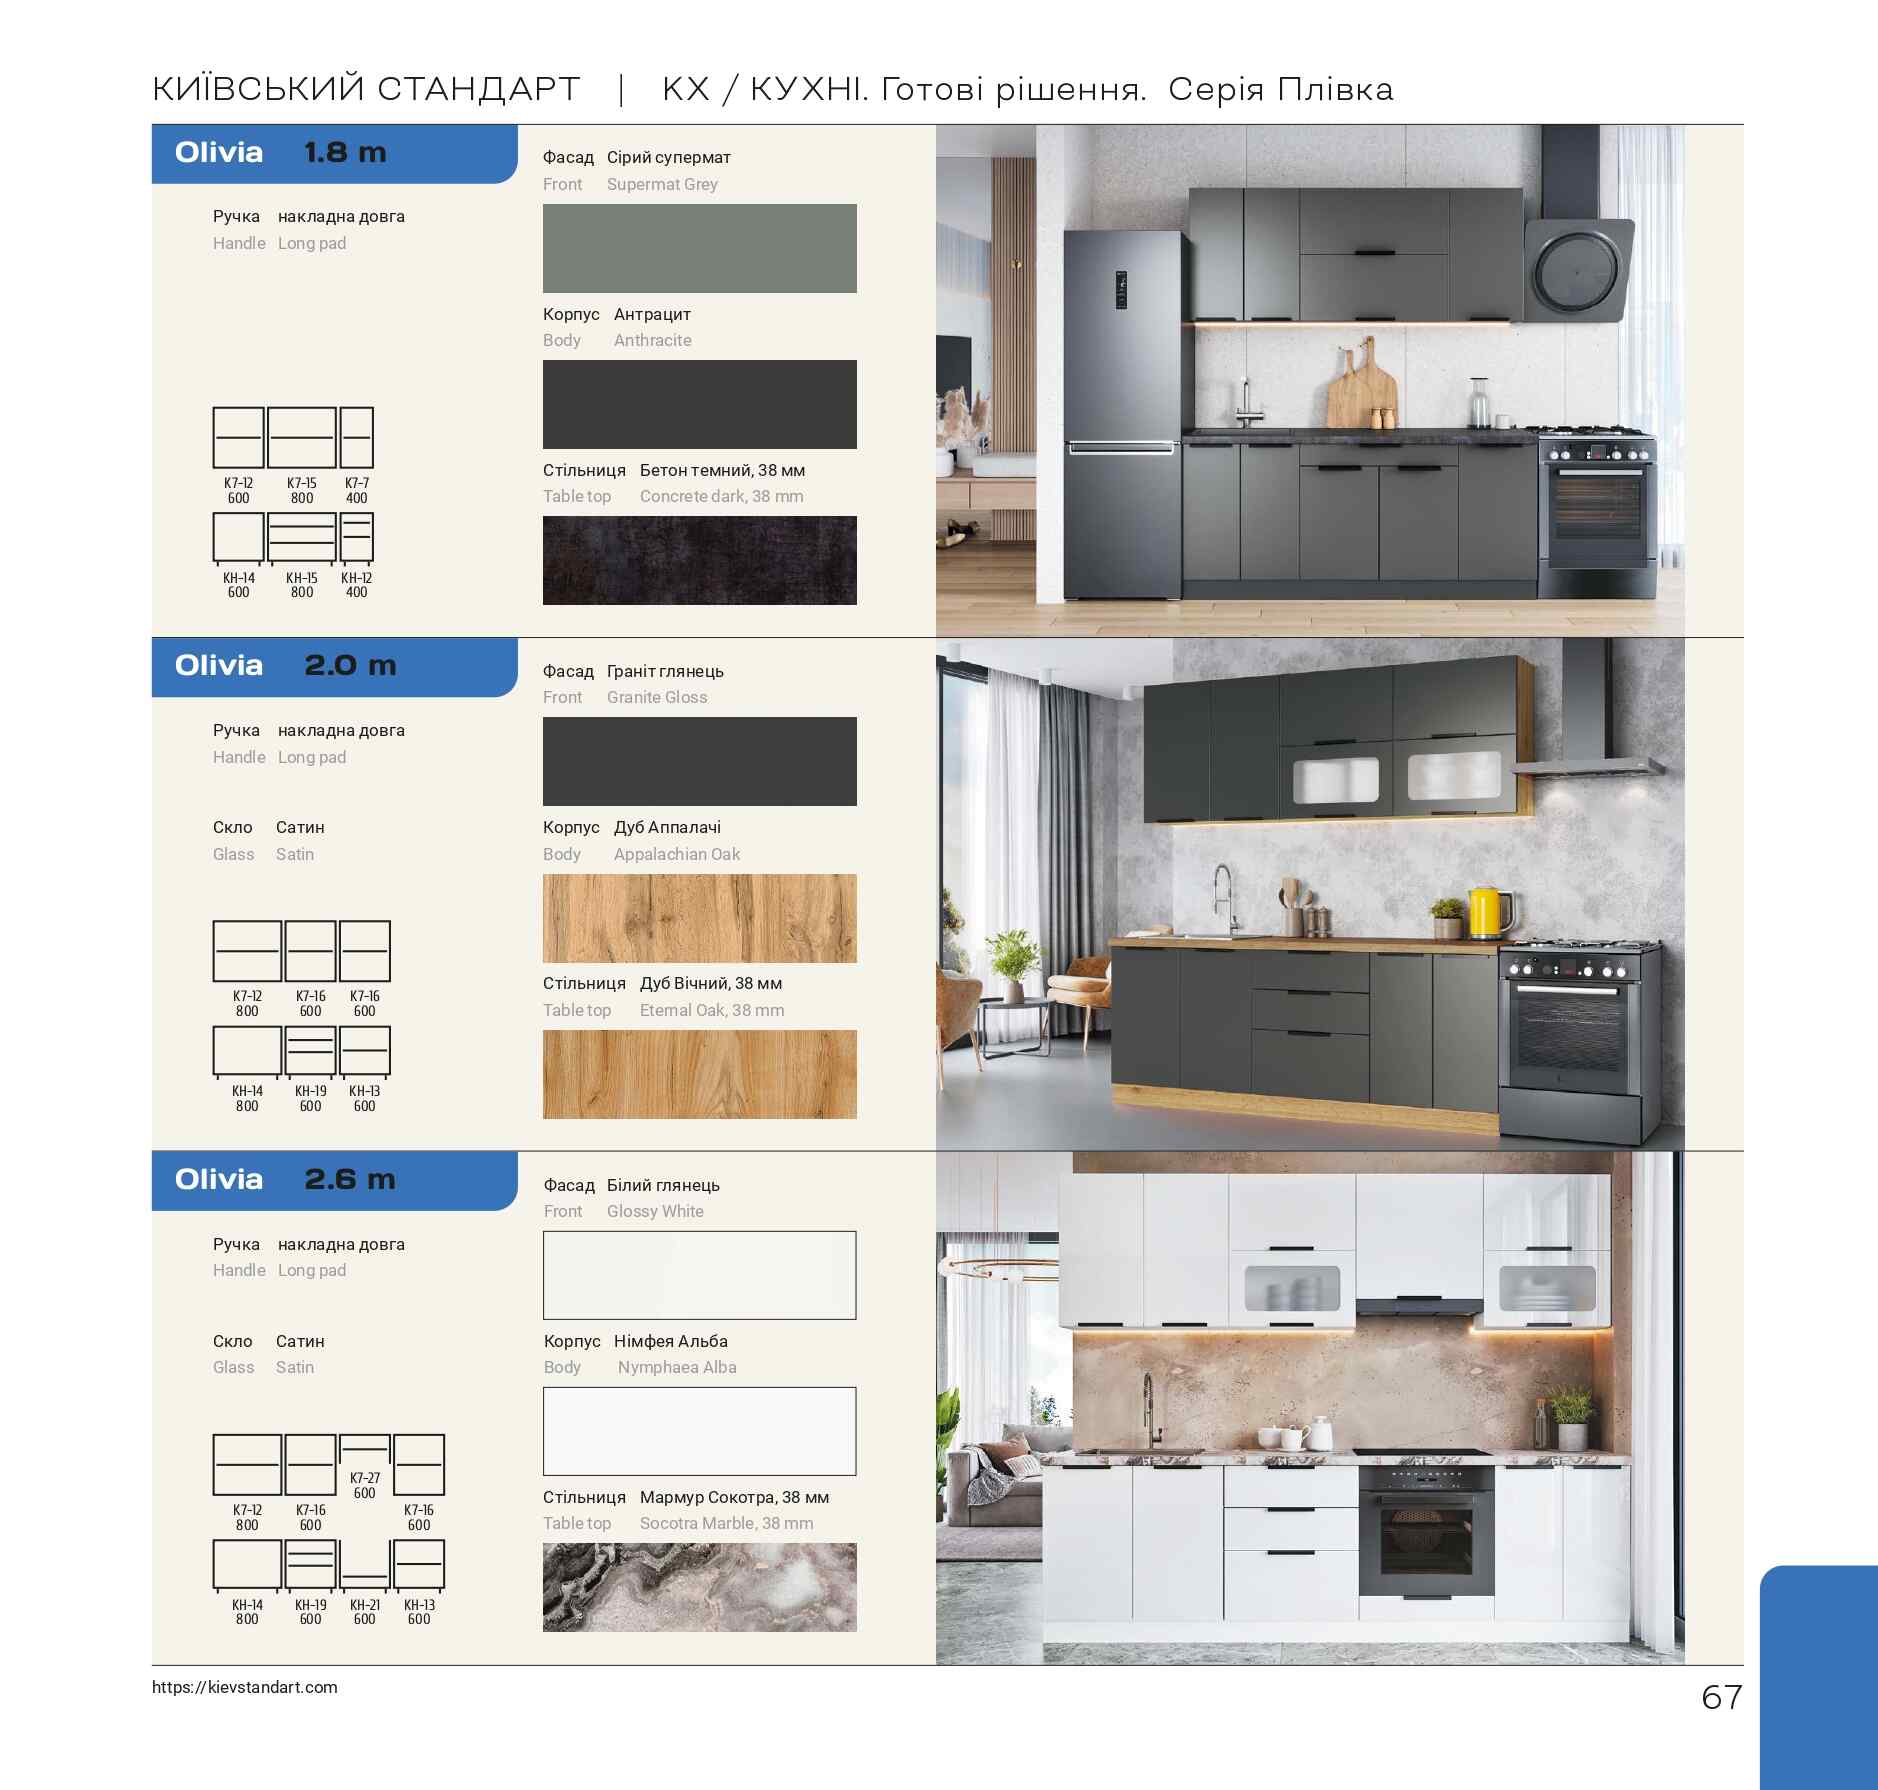 КИЇВСЬКИЙ СТАНДАРТ | КХ / КУХНІ. Готові рішення. Серія Плівка
Olivia 1.8 m
Ручка накладна довга
Handle Long pad
К7-12 К7-15 К7-7
600 800 400
КН-14 КН-15 КН-12
600 800 400
Фасад Сірий супермат
Front Supermat Grey
Корпус Антрацит
Body Anthracite
Стільниця Бетон темний, 38 мм
Table top Concrete dark, 38 mm
Olivia 2.0 m
Ручка накладна довга
Handle Long pad
Скло Сатин
Glass Satin
К7-12 К7-16 К7-16
800 600 600
КН-14 КН-19 КН-13
800 600 600
Фасад Граніт глянець
Front Granite Gloss
Корпус Дуб Аппалачі
Body Appalachian Oak
Стільниця Дуб Вічний, 38 мм
Table top Eternal Oak, 38 mm
Olivia 2.6 m
Ручка накладна довга
Handle Long pad
Скло Сатин
Glass Satin
К7-27
600
К7-12 К7-16 К7-16
800 600 600
КН-14 КН-19 КН-21 КН-13
800 600 600 600
Фасад Білий глянець
Front Glossy White
Корпус Німфея Альба
Body Nymphaea Alba
Стільниця Мармур Сокотра, 38 мм
Table top Socotra Marble, 38 mm
https://kievstandart.com
67